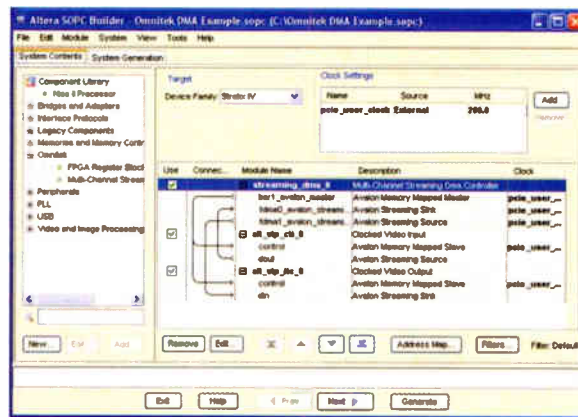 Altera SOPC Builder - Omnitek DMA Example.sopc (C:\Omnitek DMA Example.sopc)
File Edit Module System View Tools Help
System Contents System Generation
Component Library
Nios II Processor
Bridges and Adapters
Interface Protocols
Legacy Components
Memories and Memory Contr
Omnitek
FPGA Register Block
Multi-Channel Stream
Peripherals
PLL
USB
Video and Image Processing
New... Edit Add
Target
Device Family: Stratix IV
Clock Settings
Name Source MHz
pcie_user_clock External 200.0
Add
Remove
Use Connec... Module Name Description Clock
streaming_dma_0 Multi-Channel Streaming Dma Controller
bar1_avalon_master Avalon Memory Mapped Master pcie_user_...
fdma0_avalon_stream... Avalon Streaming Sink
fdma1_avalon_stream... Avalon Streaming Source
alt_vip_cti_0 Clocked Video Input
control Avalon Memory Mapped Slave pcie_user_...
dout Avalon Streaming Source
alt_vip_itc_0 Clocked Video Output
control Avalon Memory Mapped Slave pcie_user_...
din Avalon Streaming Sink
Remove Edit... Address Map... Filters... Filter: Default
Exit Help Prev Next Generate